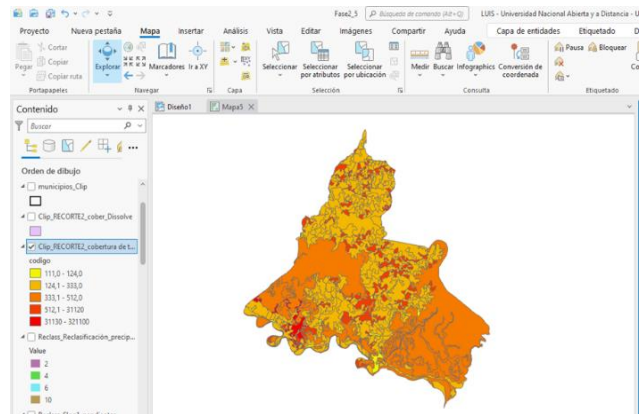 Fase2_5
Búsqueda de comando (Alt+Q)
LUIS - Universidad Nacional Abierta y a Distancia - U
Proyecto Nueva pestaña Mapa Insertar Análisis Vista Editar Imágenes Compartir Ayuda Capa de entidades Etiquetado D
Pegar
Cortar
Copiar
Copiar ruta
Explorar
Marcadores
Ir a XY
Seleccionar
Seleccionar por atributos
Seleccionar por ubicación
Medir
Buscar
Infographics
Conversión de coordenada
Pausa
Bloquear
Co
Portapapeles Navegar Capa Selección Consulta Etiquetado
Contenido
Diseño1
Mapa5
Buscar
Orden de dibujo
municipios_Clip
Clip_RECORTE2_cober_Dissolve
Clip_RECORTE2_cobertura de t...
codigo
111,0 - 124,0
124,1 - 333,0
333,1 - 512,0
512,1 - 31120
31130 - 321100
Reclass_Reclasificación_precip...
Value
2
4
6
10